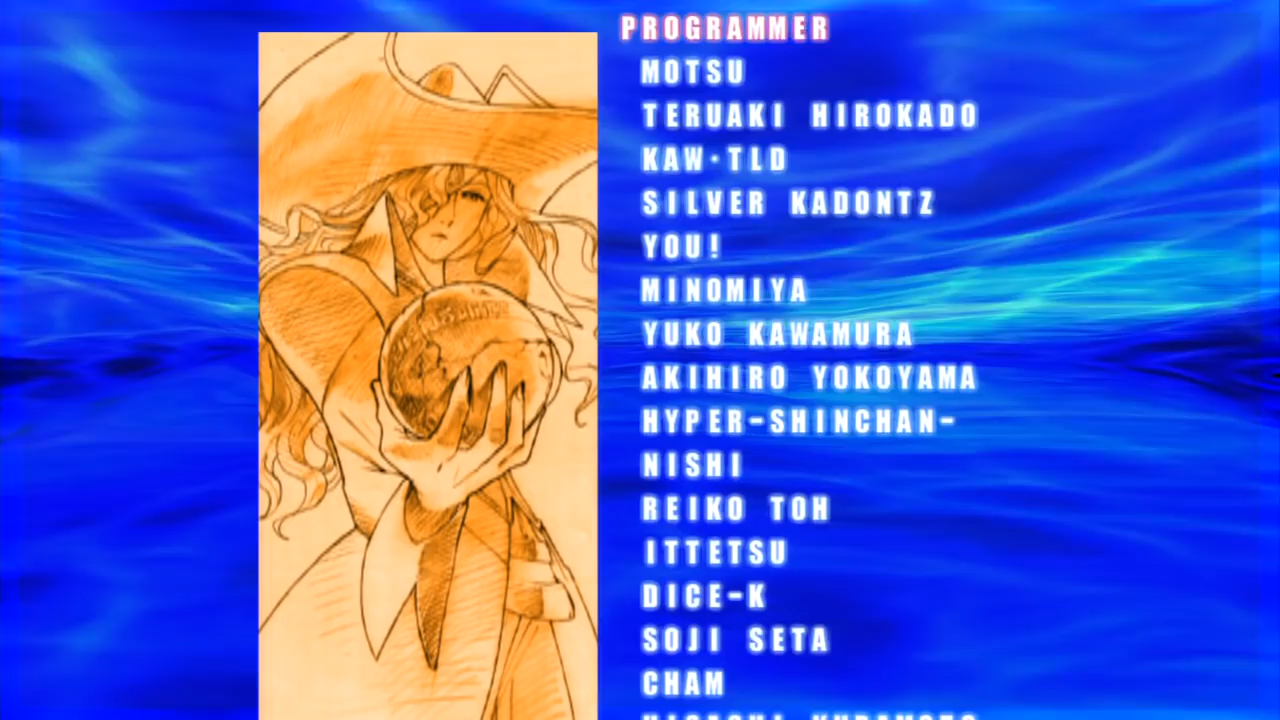 PROGRAMMER
MOTSU
TERUAKI HIROKADO
KAW·TLD
SILVER KADONTZ
YOU!
MINOMIYA
YUKO KAWAMURA
AKIHIRO YOKOYAMA
HYPER-SHINCHAN-
NISHI
REIKO TOH
ITTETSU
DICE-K
SOJI SETA
CHAM